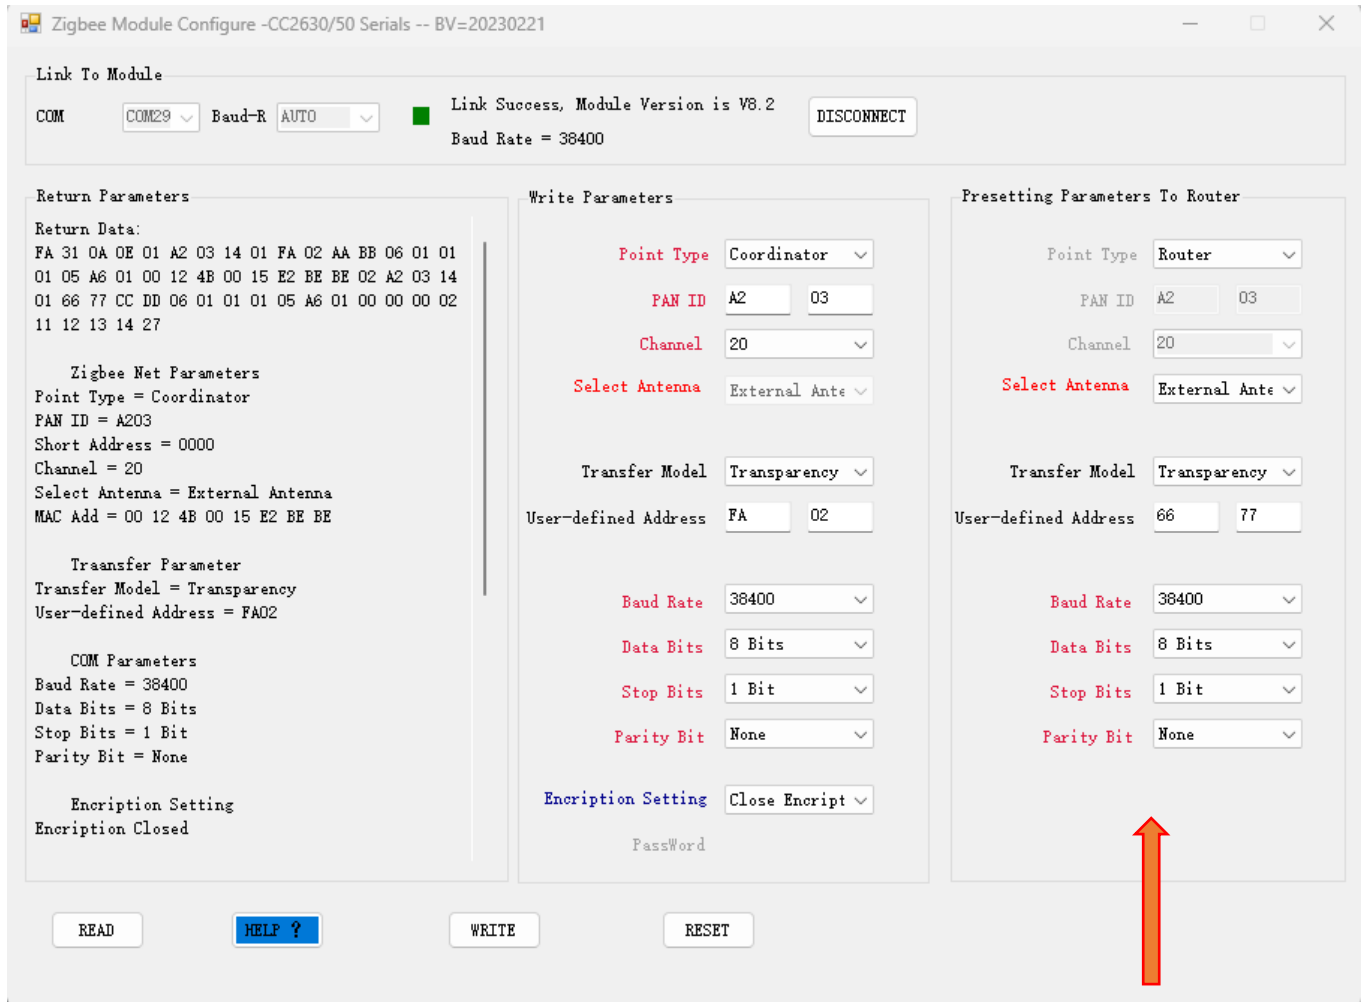 Zigbee Module Configure -CC2630/50 Serials -- BV=20230221
Link To Module
COM COM29 Baud-R AUTO
Link Success, Module Version is V8.2
Baud Rate = 38400
DISCONNECT
Return Parameters
Return Data:
FA 31 0A 0E 01 A2 03 14 01 FA 02 AA BB 06 01 01
01 05 A6 01 00 12 4B 00 15 E2 BE BE 02 A2 03 14
01 66 77 CC DD 06 01 01 01 05 A6 01 00 00 00 02
11 12 13 14 27
Zigbee Net Parameters
Point Type = Coordinator
PAN ID = A203
Short Address = 0000
Channel = 20
Select Antenna = External Antenna
MAC Add = 00 12 4B 00 15 E2 BE BE
Traansfer Parameter
Transfer Model = Transparency
User-defined Address = FA02
COM Parameters
Baud Rate = 38400
Data Bits = 8 Bits
Stop Bits = 1 Bit
Parity Bit = None
Encription Setting
Encription Closed
Write Parameters
Point Type Coordinator
PAN ID A2 03
Channel 20
Select Antenna External Ante
Transfer Model Transparency
User-defined Address FA 02
Baud Rate 38400
Data Bits 8 Bits
Stop Bits 1 Bit
Parity Bit None
Encription Setting Close Encript
PassWord
Presetting Parameters To Router
Point Type Router
PAN ID A2 03
Channel 20
Select Antenna External Ante
Transfer Model Transparency
User-defined Address 66 77
Baud Rate 38400
Data Bits 8 Bits
Stop Bits 1 Bit
Parity Bit None
READ HELP ? WRITE RESET